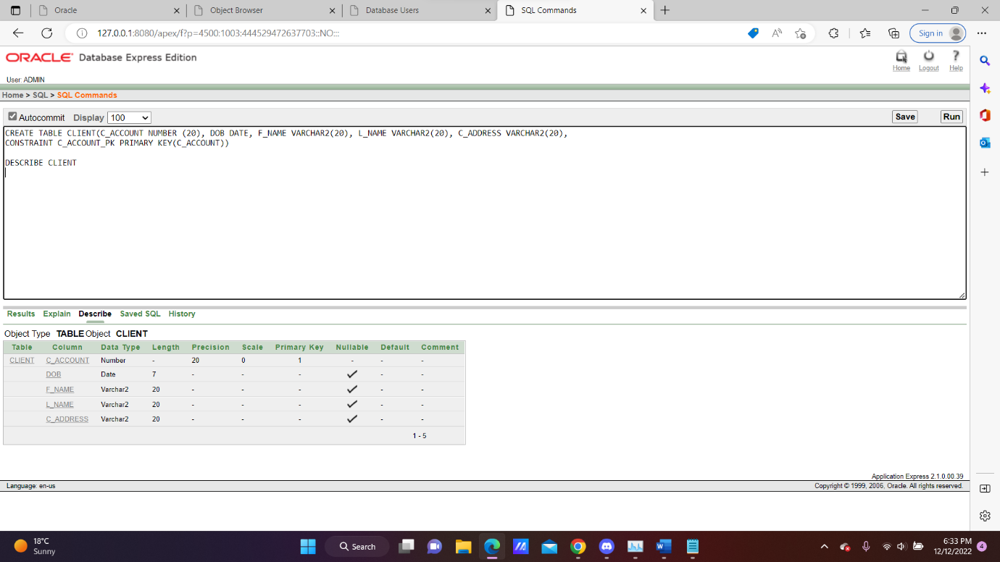 Oracle
Object Browser
Database Users
SQL Commands
127.0.0.1:8080/apex/f?p=4500:1003:444529472637703::NO:::
Sign in
ORACLE Database Express Edition
Home Logout Help
User: ADMIN
Home > SQL > SQL Commands
Autocommit Display 100 Save Run
CREATE TABLE CLIENT(C_ACCOUNT NUMBER (20), DOB DATE, F_NAME VARCHAR2(20), L_NAME VARCHAR2(20), C_ADDRESS VARCHAR2(20),
CONSTRAINT C_ACCOUNT_PK PRIMARY KEY(C_ACCOUNT))
DESCRIBE CLIENT
Results Explain Describe Saved SQL History
Object Type TABLE Object CLIENT
Table Column Data Type Length Precision Scale Primary Key Nullable Default Comment
CLIENT C_ACCOUNT Number - 20 0 1 - - -
DOB Date 7 - - - ✓ - -
F_NAME Varchar2 20 - - - ✓ - -
L_NAME Varchar2 20 - - - ✓ - -
C_ADDRESS Varchar2 20 - - - ✓ - -
1 - 5
Application Express 2.1.0.00.39
Language: en-us Copyright © 1999, 2006, Oracle. All rights reserved.
18°C
Sunny
Search
6:33 PM
12/12/2022
4